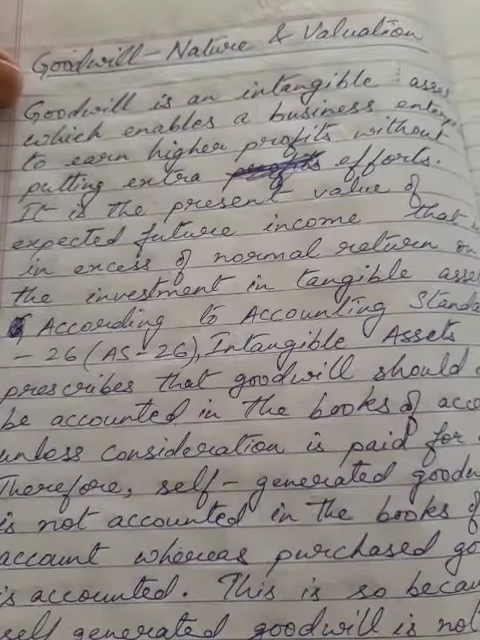 Goodwill - Nature & Valuation
Goodwill is an intangible asse
which enables a business enterp
to earn higher profits without
putting extra efforts.
It is the present value of
expected future income that i
in excess of normal return on
the investment in tangible asse
According to Accounting Standa
- 26 (AS-26), Intangible Assets
prescribes that goodwill should
be accounted in the books of acco
unless consideration is paid for
Therefore, self-generated goodw
is not accounted in the books of
account whereas purchased go
is accounted. This is so becau
self generated goodwill is not